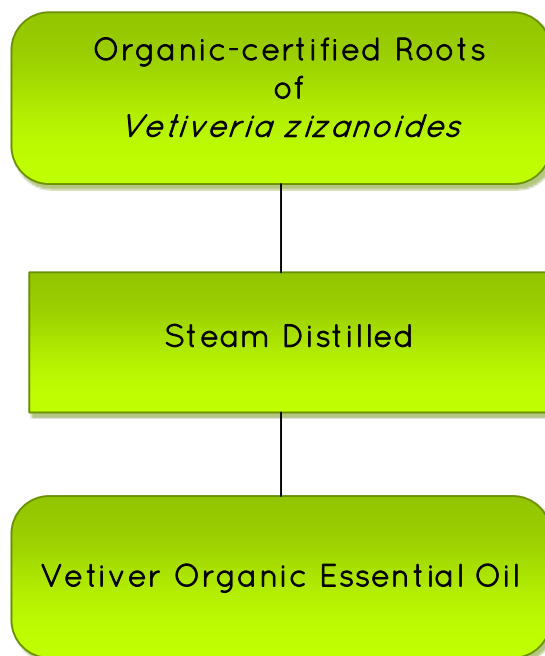 Organic-certified Roots
of
Vetiveria zizanoides
Steam Distilled
Vetiver Organic Essential Oil